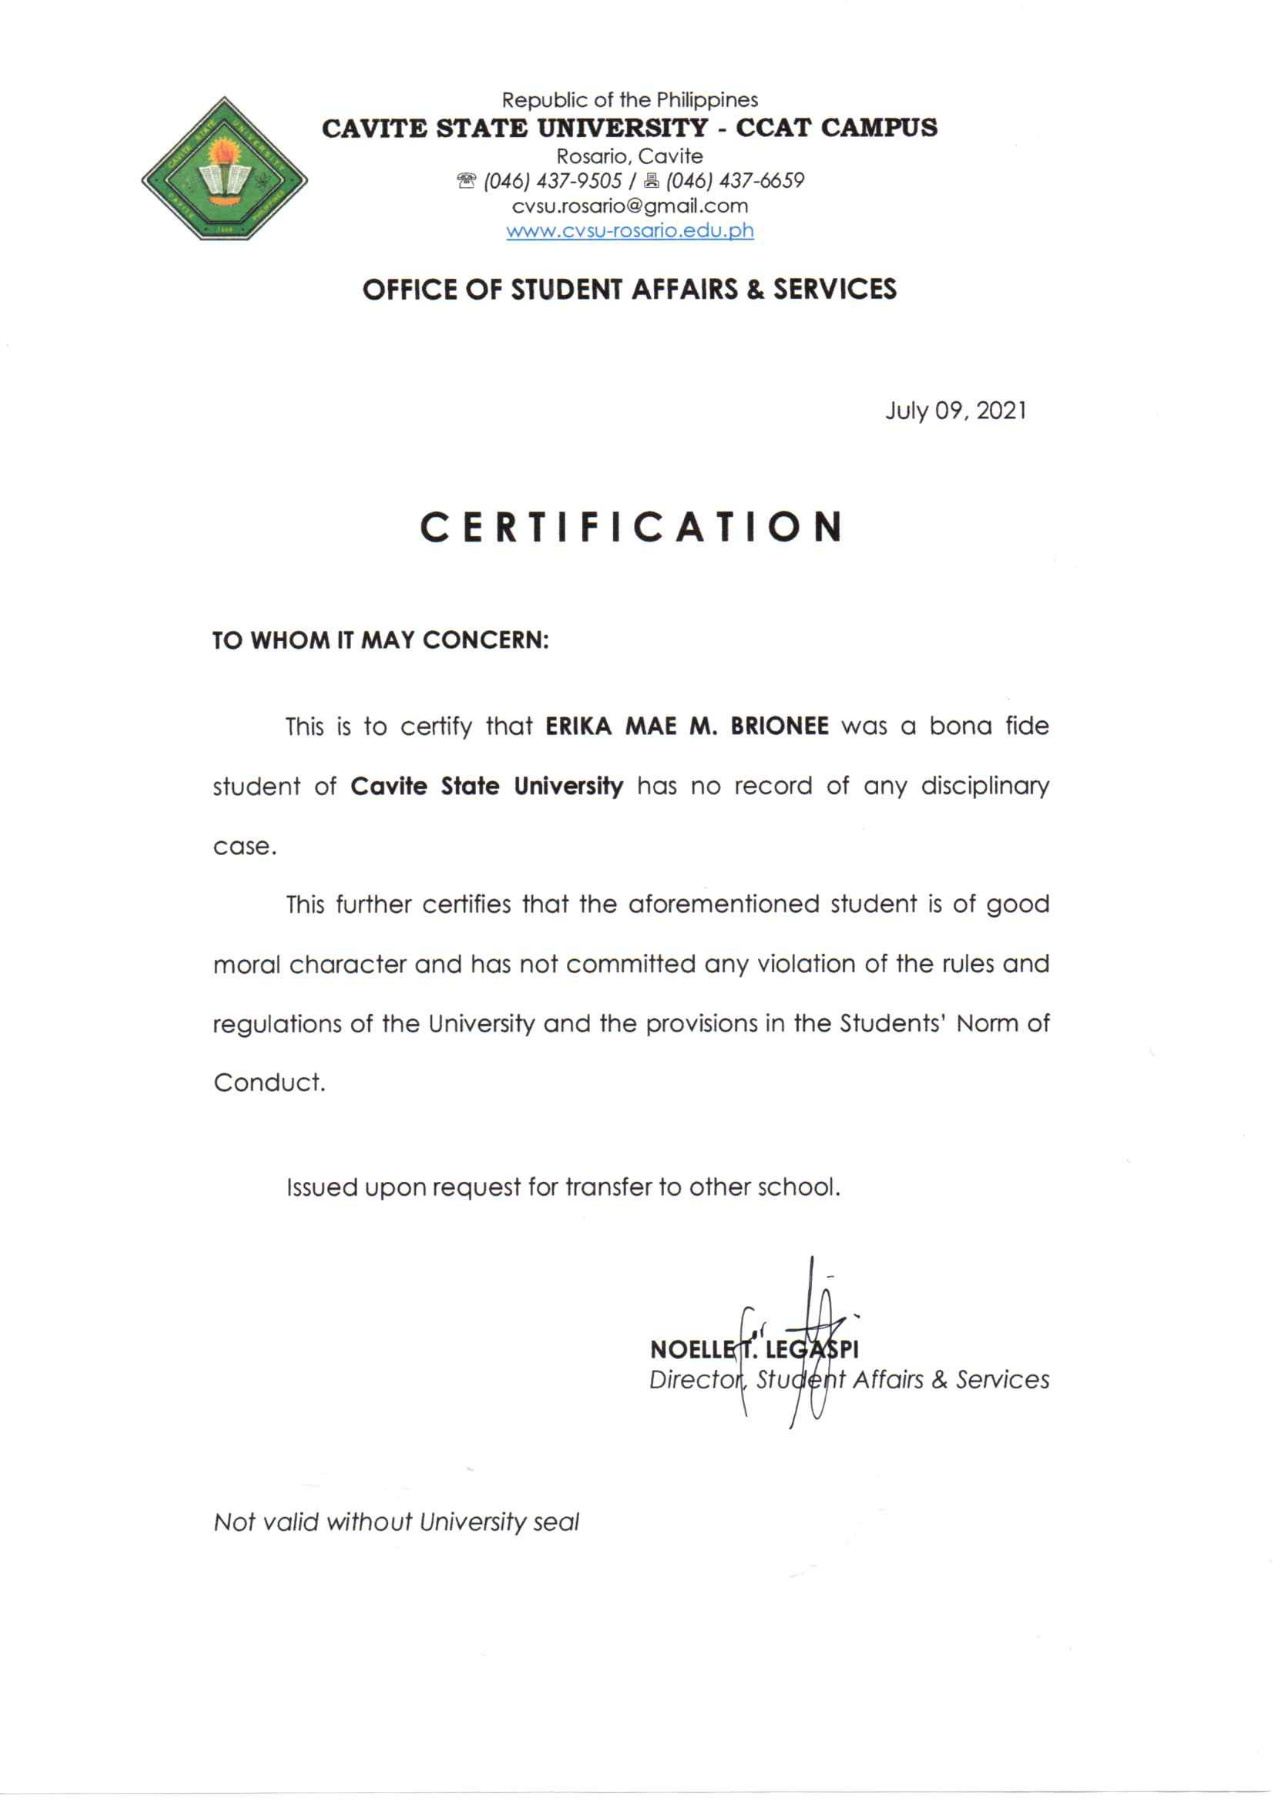 Republic of the Philippines
CAVITE STATE UNIVERSITY - CCAT CAMPUS
Rosario, Cavite
☏ (046) 437-9505 / 🖷 (046) 437-6659
cvsu.rosario@gmail.com
www.cvsu-rosario.edu.ph
CAVITE STATE UNIVERSITY
CAVITE
PHILIPPINES
OFFICE OF STUDENT AFFAIRS & SERVICES
July 09, 2021
CERTIFICATION
TO WHOM IT MAY CONCERN:
This is to certify that ERIKA MAE M. BRIONEE was a bona fide
student of Cavite State University has no record of any disciplinary
case.
This further certifies that the aforementioned student is of good
moral character and has not committed any violation of the rules and
regulations of the University and the provisions in the Students' Norm of
Conduct.
Issued upon request for transfer to other school.
for
NOELLE T. LEGASPI
Director, Student Affairs & Services
Not valid without University seal